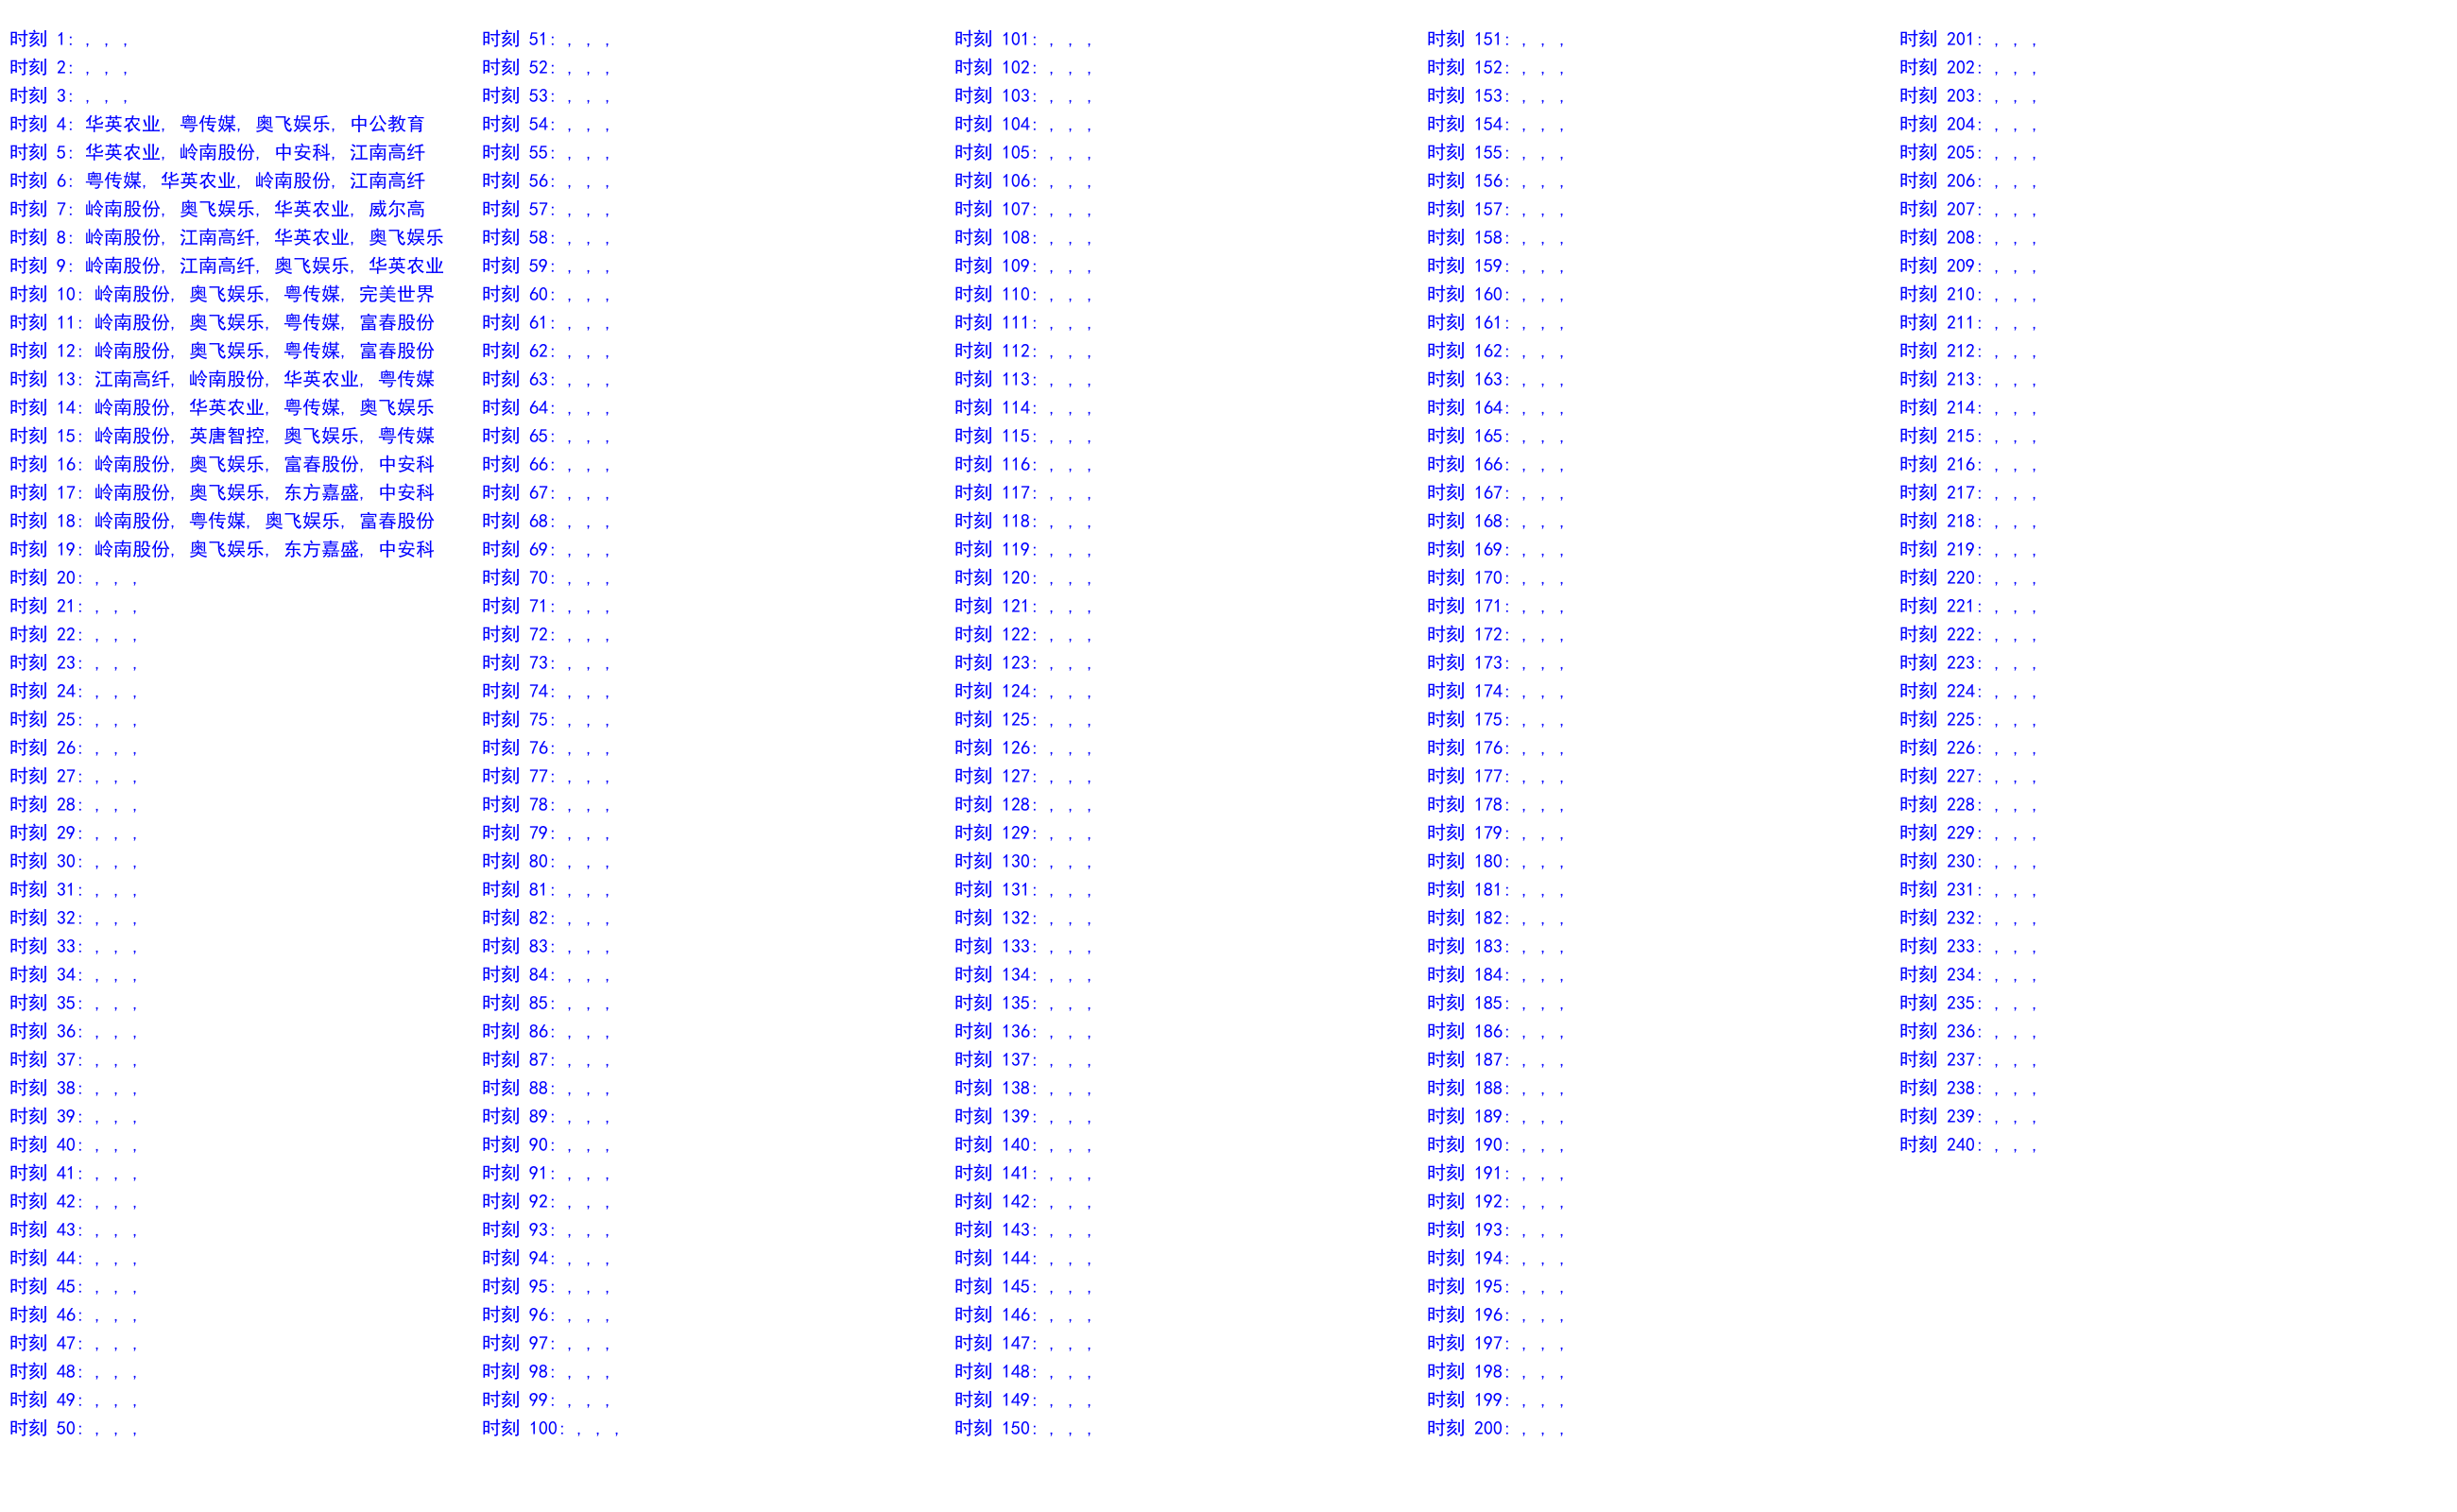 时刻 1: , , ,
时刻 2: , , ,
时刻 3: , , ,
时刻 4: 华英农业, 粤传媒, 奥飞娱乐, 中公教育
时刻 5: 华英农业, 岭南股份, 中安科, 江南高纤
时刻 6: 粤传媒, 华英农业, 岭南股份, 江南高纤
时刻 7: 岭南股份, 奥飞娱乐, 华英农业, 威尔高
时刻 8: 岭南股份, 江南高纤, 华英农业, 奥飞娱乐
时刻 9: 岭南股份, 江南高纤, 奥飞娱乐, 华英农业
时刻 10: 岭南股份, 奥飞娱乐, 粤传媒, 完美世界
时刻 11: 岭南股份, 奥飞娱乐, 粤传媒, 富春股份
时刻 12: 岭南股份, 奥飞娱乐, 粤传媒, 富春股份
时刻 13: 江南高纤, 岭南股份, 华英农业, 粤传媒
时刻 14: 岭南股份, 华英农业, 粤传媒, 奥飞娱乐
时刻 15: 岭南股份, 英唐智控, 奥飞娱乐, 粤传媒
时刻 16: 岭南股份, 奥飞娱乐, 富春股份, 中安科
时刻 17: 岭南股份, 奥飞娱乐, 东方嘉盛, 中安科
时刻 18: 岭南股份, 粤传媒, 奥飞娱乐, 富春股份
时刻 19: 岭南股份, 奥飞娱乐, 东方嘉盛, 中安科
时刻 20: , , ,
时刻 21: , , ,
时刻 22: , , ,
时刻 23: , , ,
时刻 24: , , ,
时刻 25: , , ,
时刻 26: , , ,
时刻 27: , , ,
时刻 28: , , ,
时刻 29: , , ,
时刻 30: , , ,
时刻 31: , , ,
时刻 32: , , ,
时刻 33: , , ,
时刻 34: , , ,
时刻 35: , , ,
时刻 36: , , ,
时刻 37: , , ,
时刻 38: , , ,
时刻 39: , , ,
时刻 40: , , ,
时刻 41: , , ,
时刻 42: , , ,
时刻 43: , , ,
时刻 44: , , ,
时刻 45: , , ,
时刻 46: , , ,
时刻 47: , , ,
时刻 48: , , ,
时刻 49: , , ,
时刻 50: , , ,
时刻 51: , , ,
时刻 52: , , ,
时刻 53: , , ,
时刻 54: , , ,
时刻 55: , , ,
时刻 56: , , ,
时刻 57: , , ,
时刻 58: , , ,
时刻 59: , , ,
时刻 60: , , ,
时刻 61: , , ,
时刻 62: , , ,
时刻 63: , , ,
时刻 64: , , ,
时刻 65: , , ,
时刻 66: , , ,
时刻 67: , , ,
时刻 68: , , ,
时刻 69: , , ,
时刻 70: , , ,
时刻 71: , , ,
时刻 72: , , ,
时刻 73: , , ,
时刻 74: , , ,
时刻 75: , , ,
时刻 76: , , ,
时刻 77: , , ,
时刻 78: , , ,
时刻 79: , , ,
时刻 80: , , ,
时刻 81: , , ,
时刻 82: , , ,
时刻 83: , , ,
时刻 84: , , ,
时刻 85: , , ,
时刻 86: , , ,
时刻 87: , , ,
时刻 88: , , ,
时刻 89: , , ,
时刻 90: , , ,
时刻 91: , , ,
时刻 92: , , ,
时刻 93: , , ,
时刻 94: , , ,
时刻 95: , , ,
时刻 96: , , ,
时刻 97: , , ,
时刻 98: , , ,
时刻 99: , , ,
时刻 100: , , ,
时刻 101: , , ,
时刻 102: , , ,
时刻 103: , , ,
时刻 104: , , ,
时刻 105: , , ,
时刻 106: , , ,
时刻 107: , , ,
时刻 108: , , ,
时刻 109: , , ,
时刻 110: , , ,
时刻 111: , , ,
时刻 112: , , ,
时刻 113: , , ,
时刻 114: , , ,
时刻 115: , , ,
时刻 116: , , ,
时刻 117: , , ,
时刻 118: , , ,
时刻 119: , , ,
时刻 120: , , ,
时刻 121: , , ,
时刻 122: , , ,
时刻 123: , , ,
时刻 124: , , ,
时刻 125: , , ,
时刻 126: , , ,
时刻 127: , , ,
时刻 128: , , ,
时刻 129: , , ,
时刻 130: , , ,
时刻 131: , , ,
时刻 132: , , ,
时刻 133: , , ,
时刻 134: , , ,
时刻 135: , , ,
时刻 136: , , ,
时刻 137: , , ,
时刻 138: , , ,
时刻 139: , , ,
时刻 140: , , ,
时刻 141: , , ,
时刻 142: , , ,
时刻 143: , , ,
时刻 144: , , ,
时刻 145: , , ,
时刻 146: , , ,
时刻 147: , , ,
时刻 148: , , ,
时刻 149: , , ,
时刻 150: , , ,
时刻 151: , , ,
时刻 152: , , ,
时刻 153: , , ,
时刻 154: , , ,
时刻 155: , , ,
时刻 156: , , ,
时刻 157: , , ,
时刻 158: , , ,
时刻 159: , , ,
时刻 160: , , ,
时刻 161: , , ,
时刻 162: , , ,
时刻 163: , , ,
时刻 164: , , ,
时刻 165: , , ,
时刻 166: , , ,
时刻 167: , , ,
时刻 168: , , ,
时刻 169: , , ,
时刻 170: , , ,
时刻 171: , , ,
时刻 172: , , ,
时刻 173: , , ,
时刻 174: , , ,
时刻 175: , , ,
时刻 176: , , ,
时刻 177: , , ,
时刻 178: , , ,
时刻 179: , , ,
时刻 180: , , ,
时刻 181: , , ,
时刻 182: , , ,
时刻 183: , , ,
时刻 184: , , ,
时刻 185: , , ,
时刻 186: , , ,
时刻 187: , , ,
时刻 188: , , ,
时刻 189: , , ,
时刻 190: , , ,
时刻 191: , , ,
时刻 192: , , ,
时刻 193: , , ,
时刻 194: , , ,
时刻 195: , , ,
时刻 196: , , ,
时刻 197: , , ,
时刻 198: , , ,
时刻 199: , , ,
时刻 200: , , ,
时刻 201: , , ,
时刻 202: , , ,
时刻 203: , , ,
时刻 204: , , ,
时刻 205: , , ,
时刻 206: , , ,
时刻 207: , , ,
时刻 208: , , ,
时刻 209: , , ,
时刻 210: , , ,
时刻 211: , , ,
时刻 212: , , ,
时刻 213: , , ,
时刻 214: , , ,
时刻 215: , , ,
时刻 216: , , ,
时刻 217: , , ,
时刻 218: , , ,
时刻 219: , , ,
时刻 220: , , ,
时刻 221: , , ,
时刻 222: , , ,
时刻 223: , , ,
时刻 224: , , ,
时刻 225: , , ,
时刻 226: , , ,
时刻 227: , , ,
时刻 228: , , ,
时刻 229: , , ,
时刻 230: , , ,
时刻 231: , , ,
时刻 232: , , ,
时刻 233: , , ,
时刻 234: , , ,
时刻 235: , , ,
时刻 236: , , ,
时刻 237: , , ,
时刻 238: , , ,
时刻 239: , , ,
时刻 240: , , ,